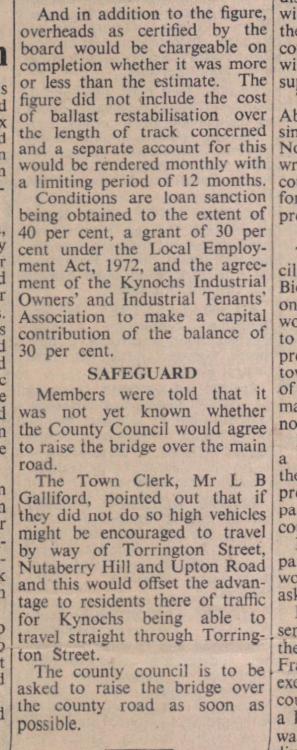 And in addition to the figure,
overheads as certified by the
board would be chargeable on
completion whether it was more
or less than the estimate. The
figure did not include the cost
of ballast restabilisation over
the length of track concerned
and a separate account for this
would be rendered monthly with
a limiting period of 12 months.
Conditions are loan sanction
being obtained to the extent of
40 per cent, a grant of 30 per
cent under the Local Employ-
ment Act, 1972, and the agree-
ment of the Kynochs Industrial
Owners' and Industrial Tenants'
Association to make a capital
contribution of the balance of
30 per cent.
SAFEGUARD
Members were told that it
was not yet known whether
the County Council would agree
to raise the bridge over the main
road.
The Town Clerk, Mr L B
Galliford, pointed out that if
they did not do so high vehicles
might be encouraged to travel
by way of Torrington Street,
Nutaberry Hill and Upton Road
and this would offset the advan-
tage to residents there of traffic
for Kynochs being able to
travel straight through Torring-
ton Street.
The county council is to be
asked to raise the bridge over
the county road as soon as
possible.